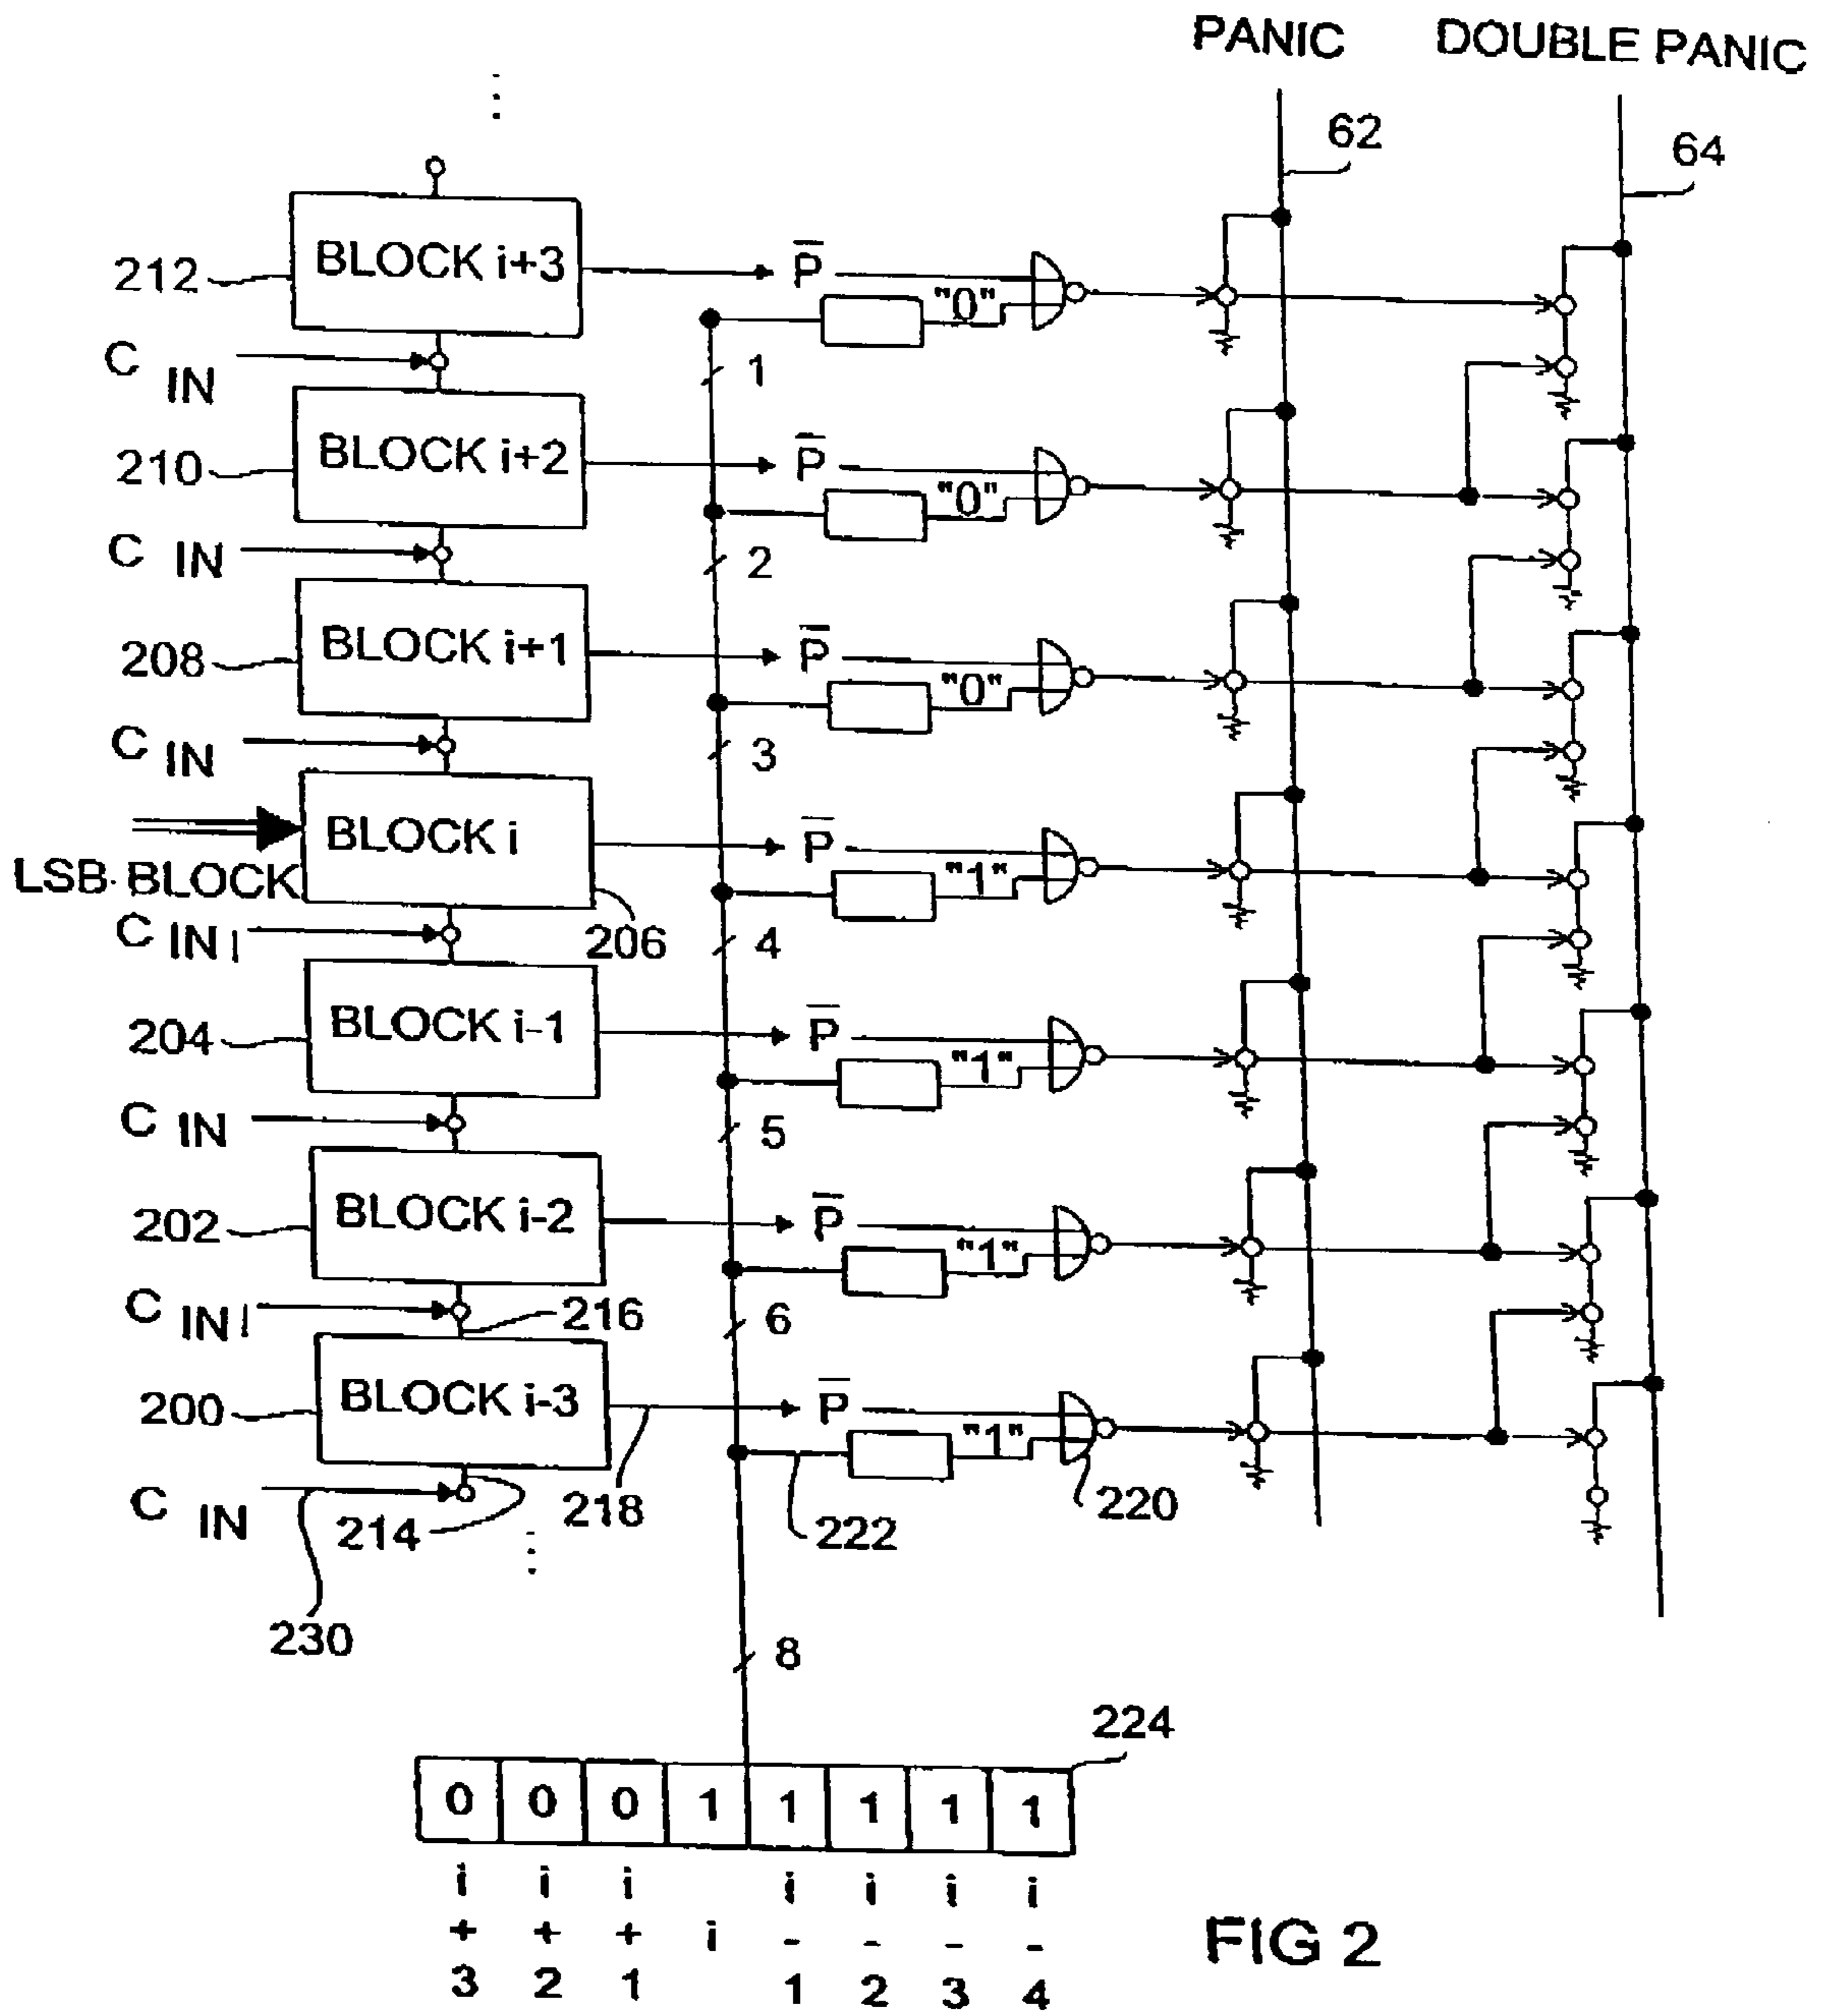 PANIC DOUBLE PANIC
62
64
212 BLOCK i+3 P̅ "0"
C IN 1
210 BLOCK i+2 P̅ "0"
C IN 2
208 BLOCK i+1 P̅ "0"
C IN 3
BLOCK i P̅ "1"
LSB BLOCK
206
C IN 4
204 BLOCK i-1 P̅ "1"
C IN 5
202 BLOCK i-2 P̅ "1"
C IN 216 6
200 BLOCK i-3 P̅ "1"
C IN 214 218 222 220
230
8
224
0 0 0 1 1 1 1 1
i+3 i+2 i+1 i i-1 i-2 i-3 i-4
FIG 2